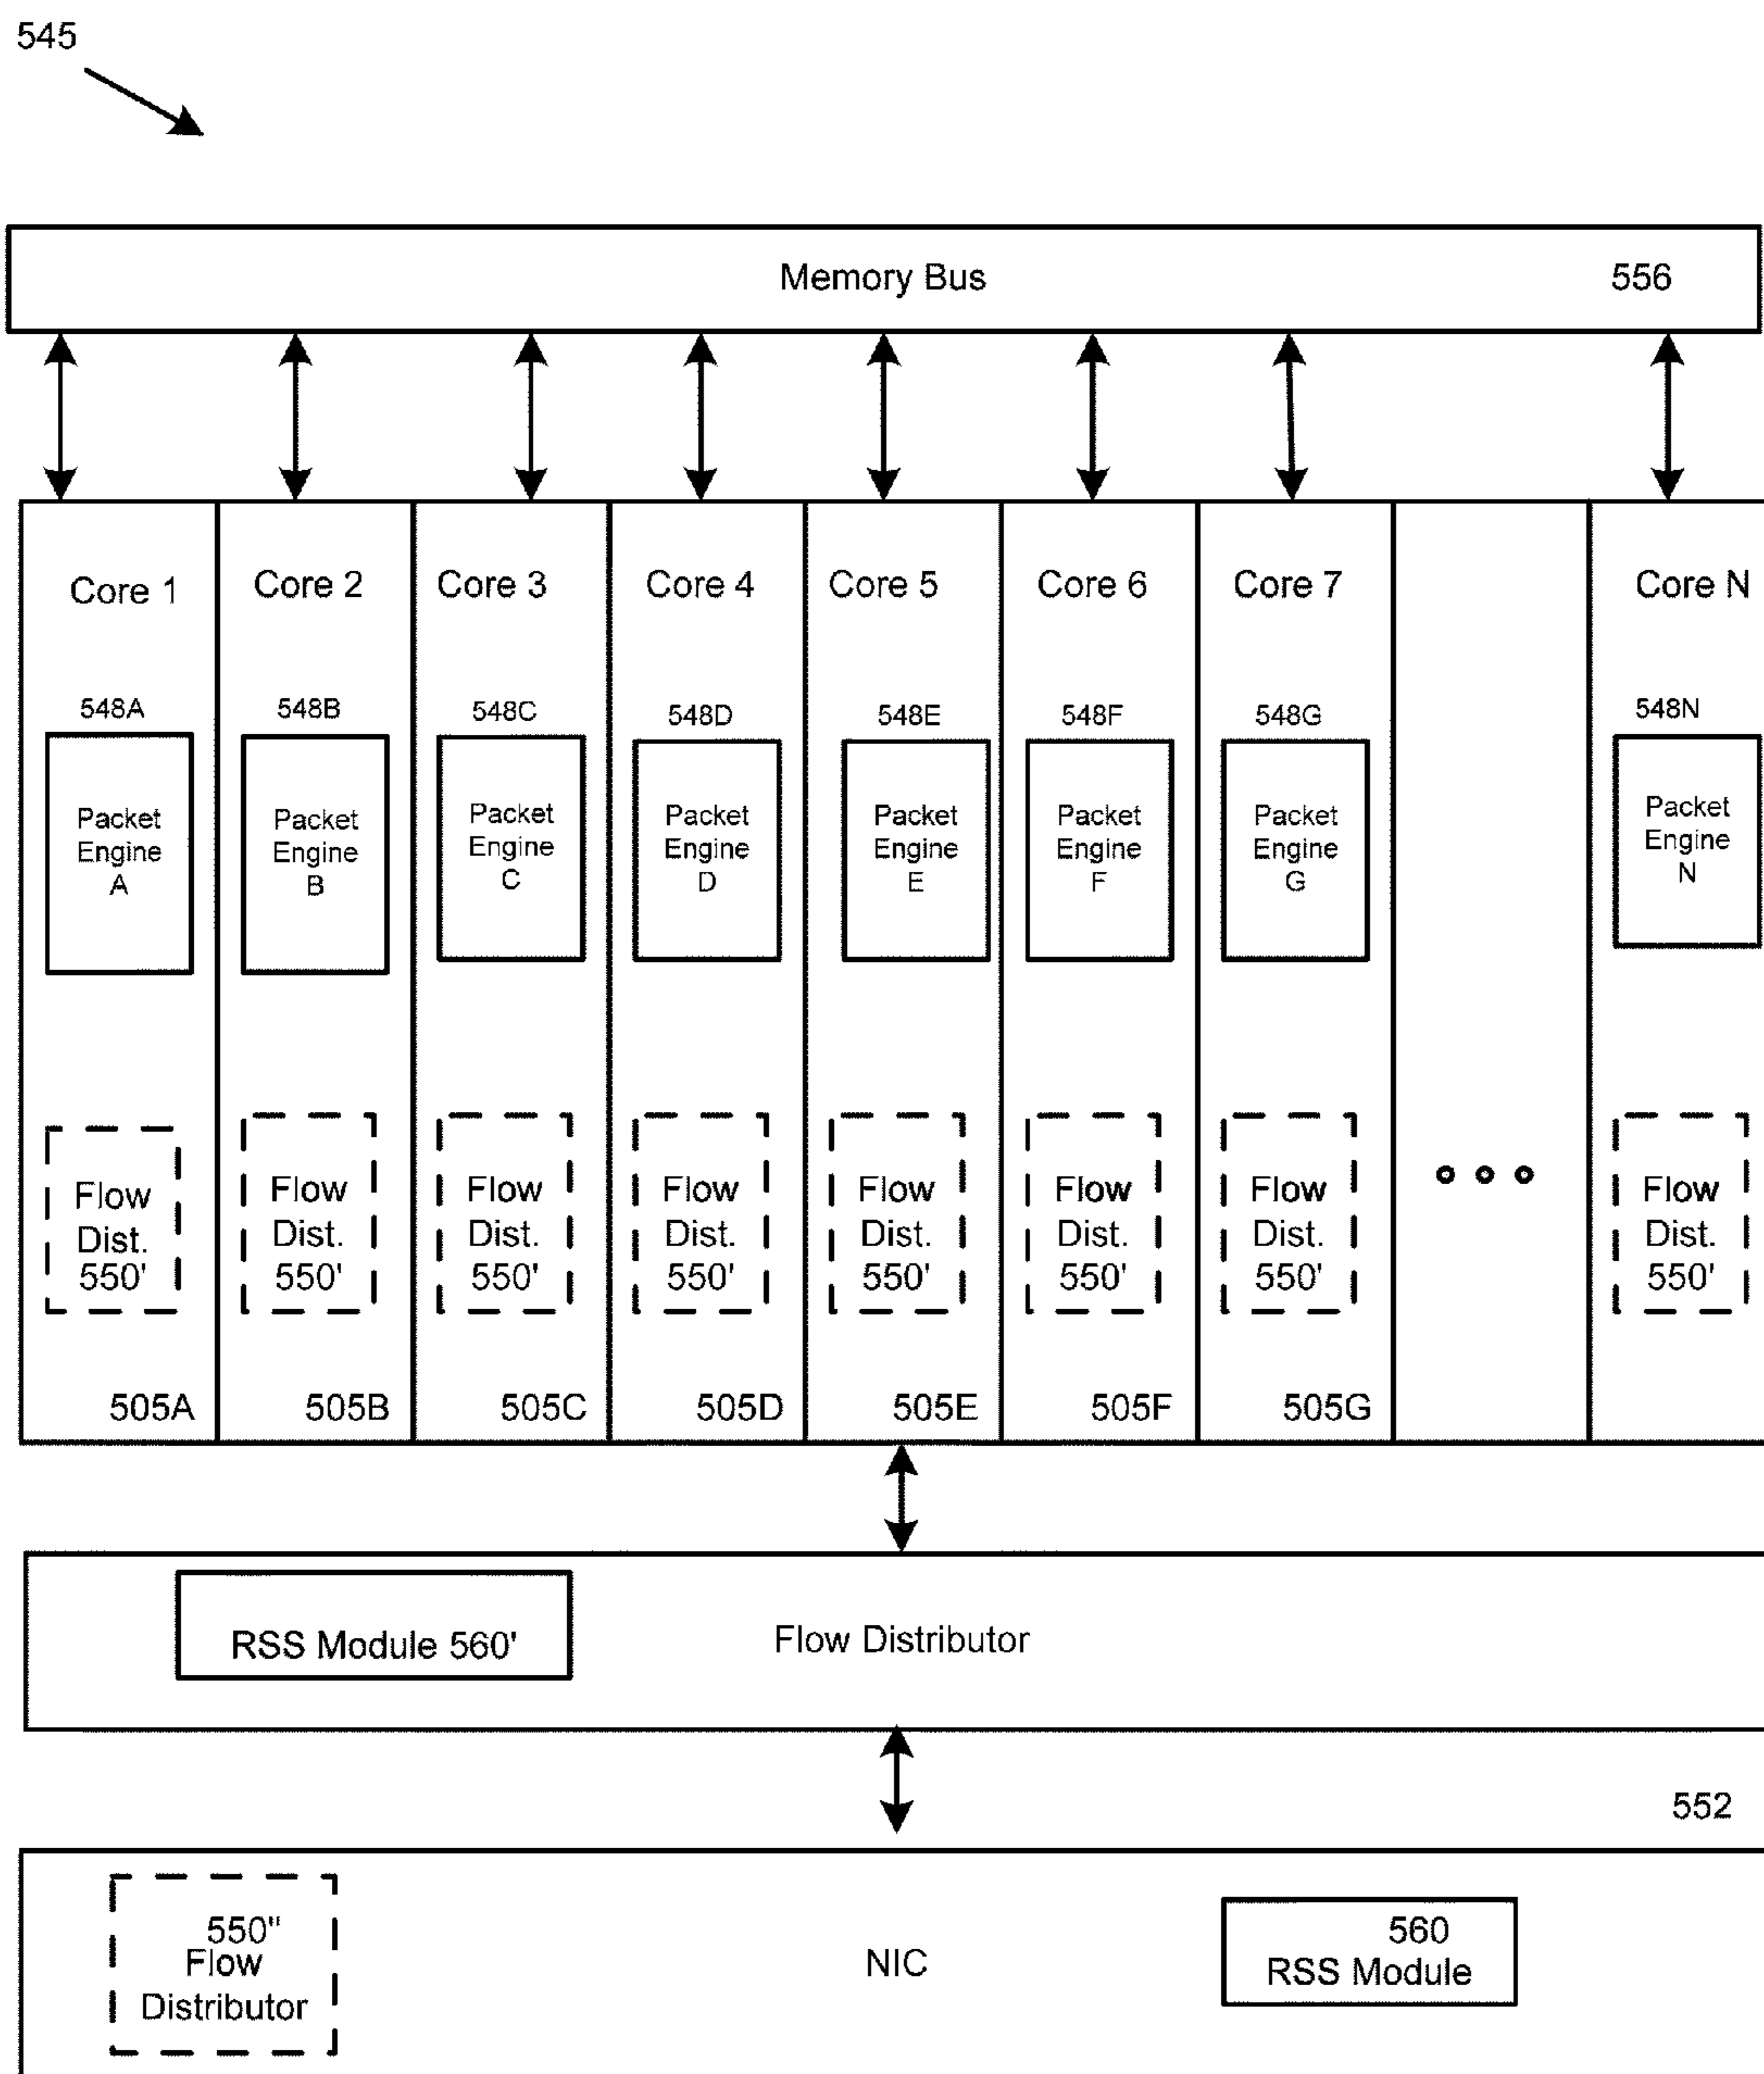 545
Memory Bus 556
Core 1 Core 2 Core 3 Core 4 Core 5 Core 6 Core 7 Core N
548A 548B 548C 548D 548E 548F 548G 548N
Packet Packet Packet Packet Packet Packet Packet Packet
Engine Engine Engine Engine Engine Engine Engine Engine
A B C D E F G N
Flow Flow Flow Flow Flow Flow Flow Flow
Dist. Dist. Dist. Dist. Dist. Dist. Dist. Dist.
550' 550' 550' 550' 550' 550' 550' 550'
505A 505B 505C 505D 505E 505F 505G
RSS Module 560' Flow Distributor
552
550" 560
Flow NIC RSS Module
Distributor